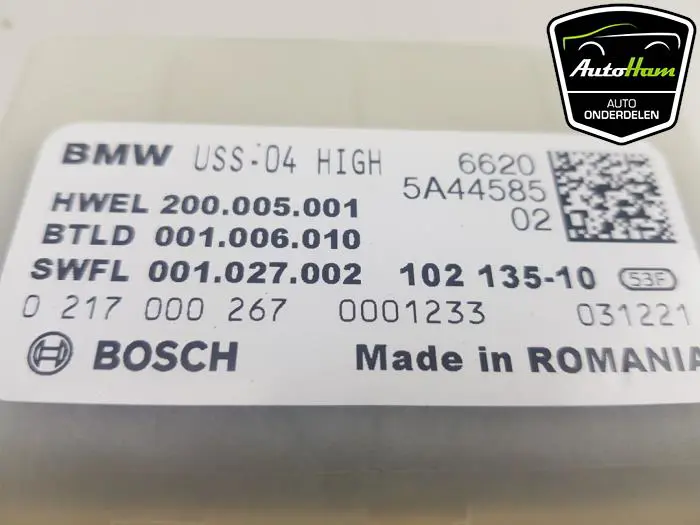 AutoHam
AUTO
ONDERDELEN
BMW USS-04 HIGH 6620
5A44585
02
HWEL 200.005.001
BTLD 001.006.010
SWFL 001.027.002 102 135-10 53F
0 217 000 267 0001233 031221
BOSCH Made in ROMANIA